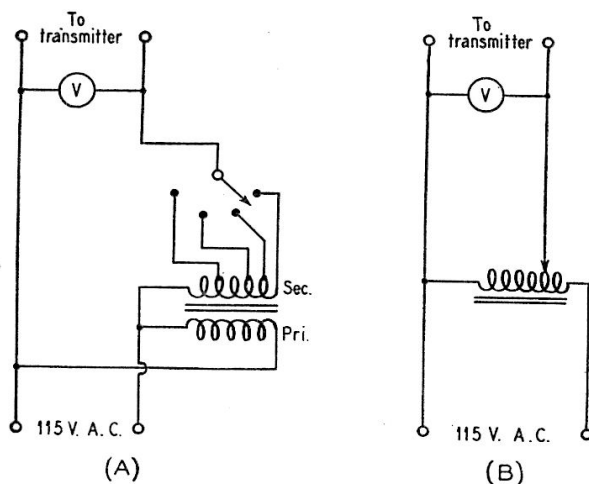 To
transmitter
V
Sec.
Pri.
115 V. A.C.
(A)
To
transmitter
V
115 V. A.C.
(B)